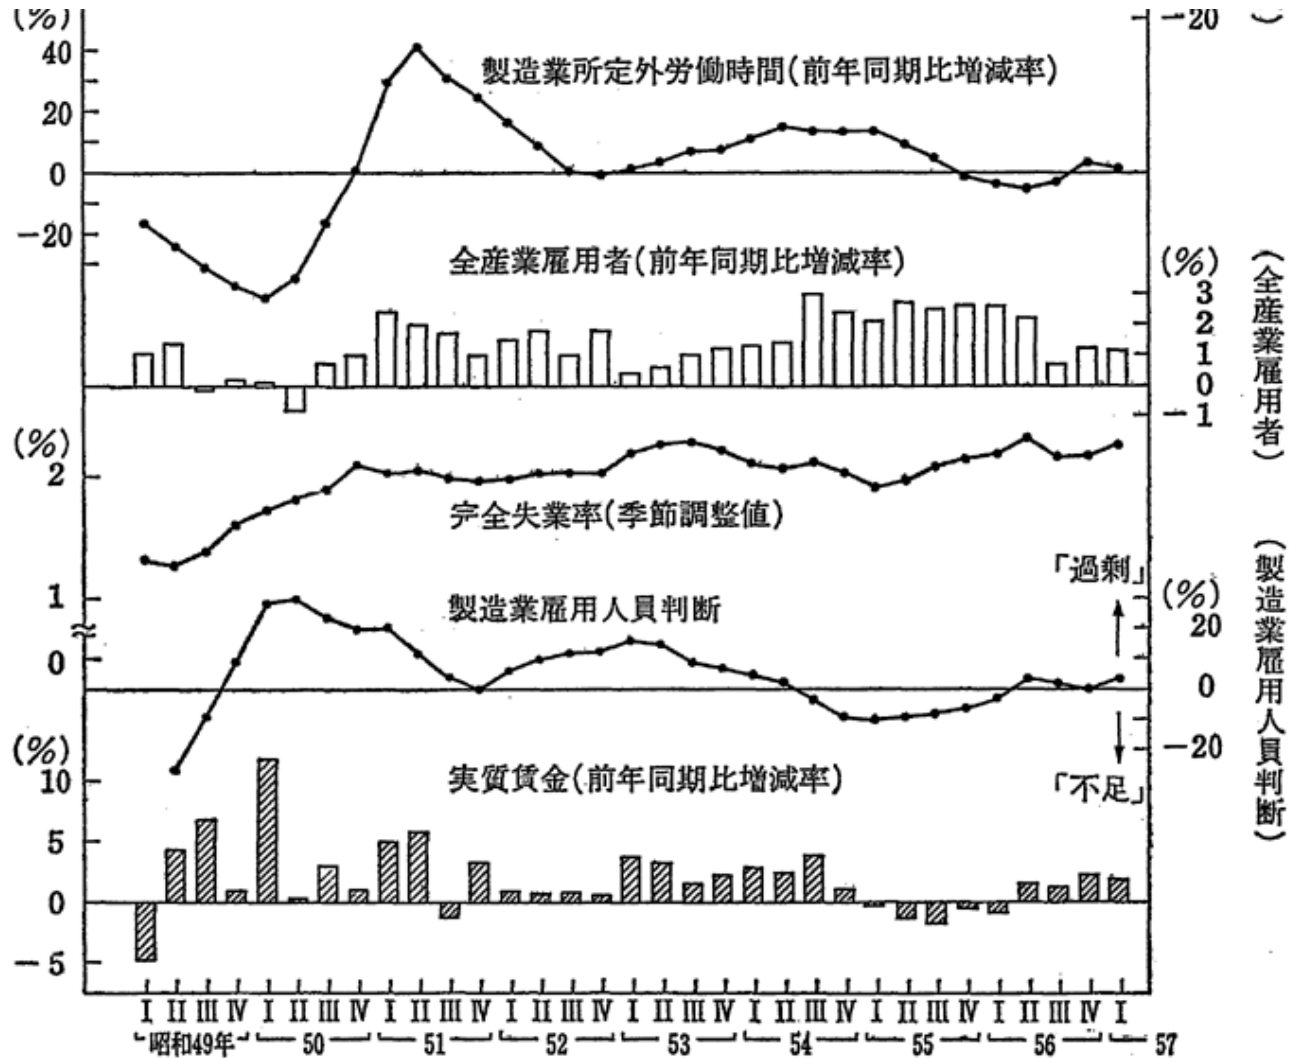 (%)
40
20
0
−20
−20
製造業所定外労働時間(前年同期比増減率)
全産業雇用者(前年同期比増減率)
(%)
3
2
1
0
−1
(全産業雇用者)
(%)
2
1
0
完全失業率(季節調整値)
製造業雇用人員判断
「過剰」
(%)
20
0
−20
「不足」
(製造業雇用人員判断)
(%)
10
5
0
−5
実質賃金(前年同期比増減率)
I II III IV I II III IV I II III IV I II III IV I II III IV I II III IV I II III IV I II III IV I
昭和49年 50 51 52 53 54 55 56 57